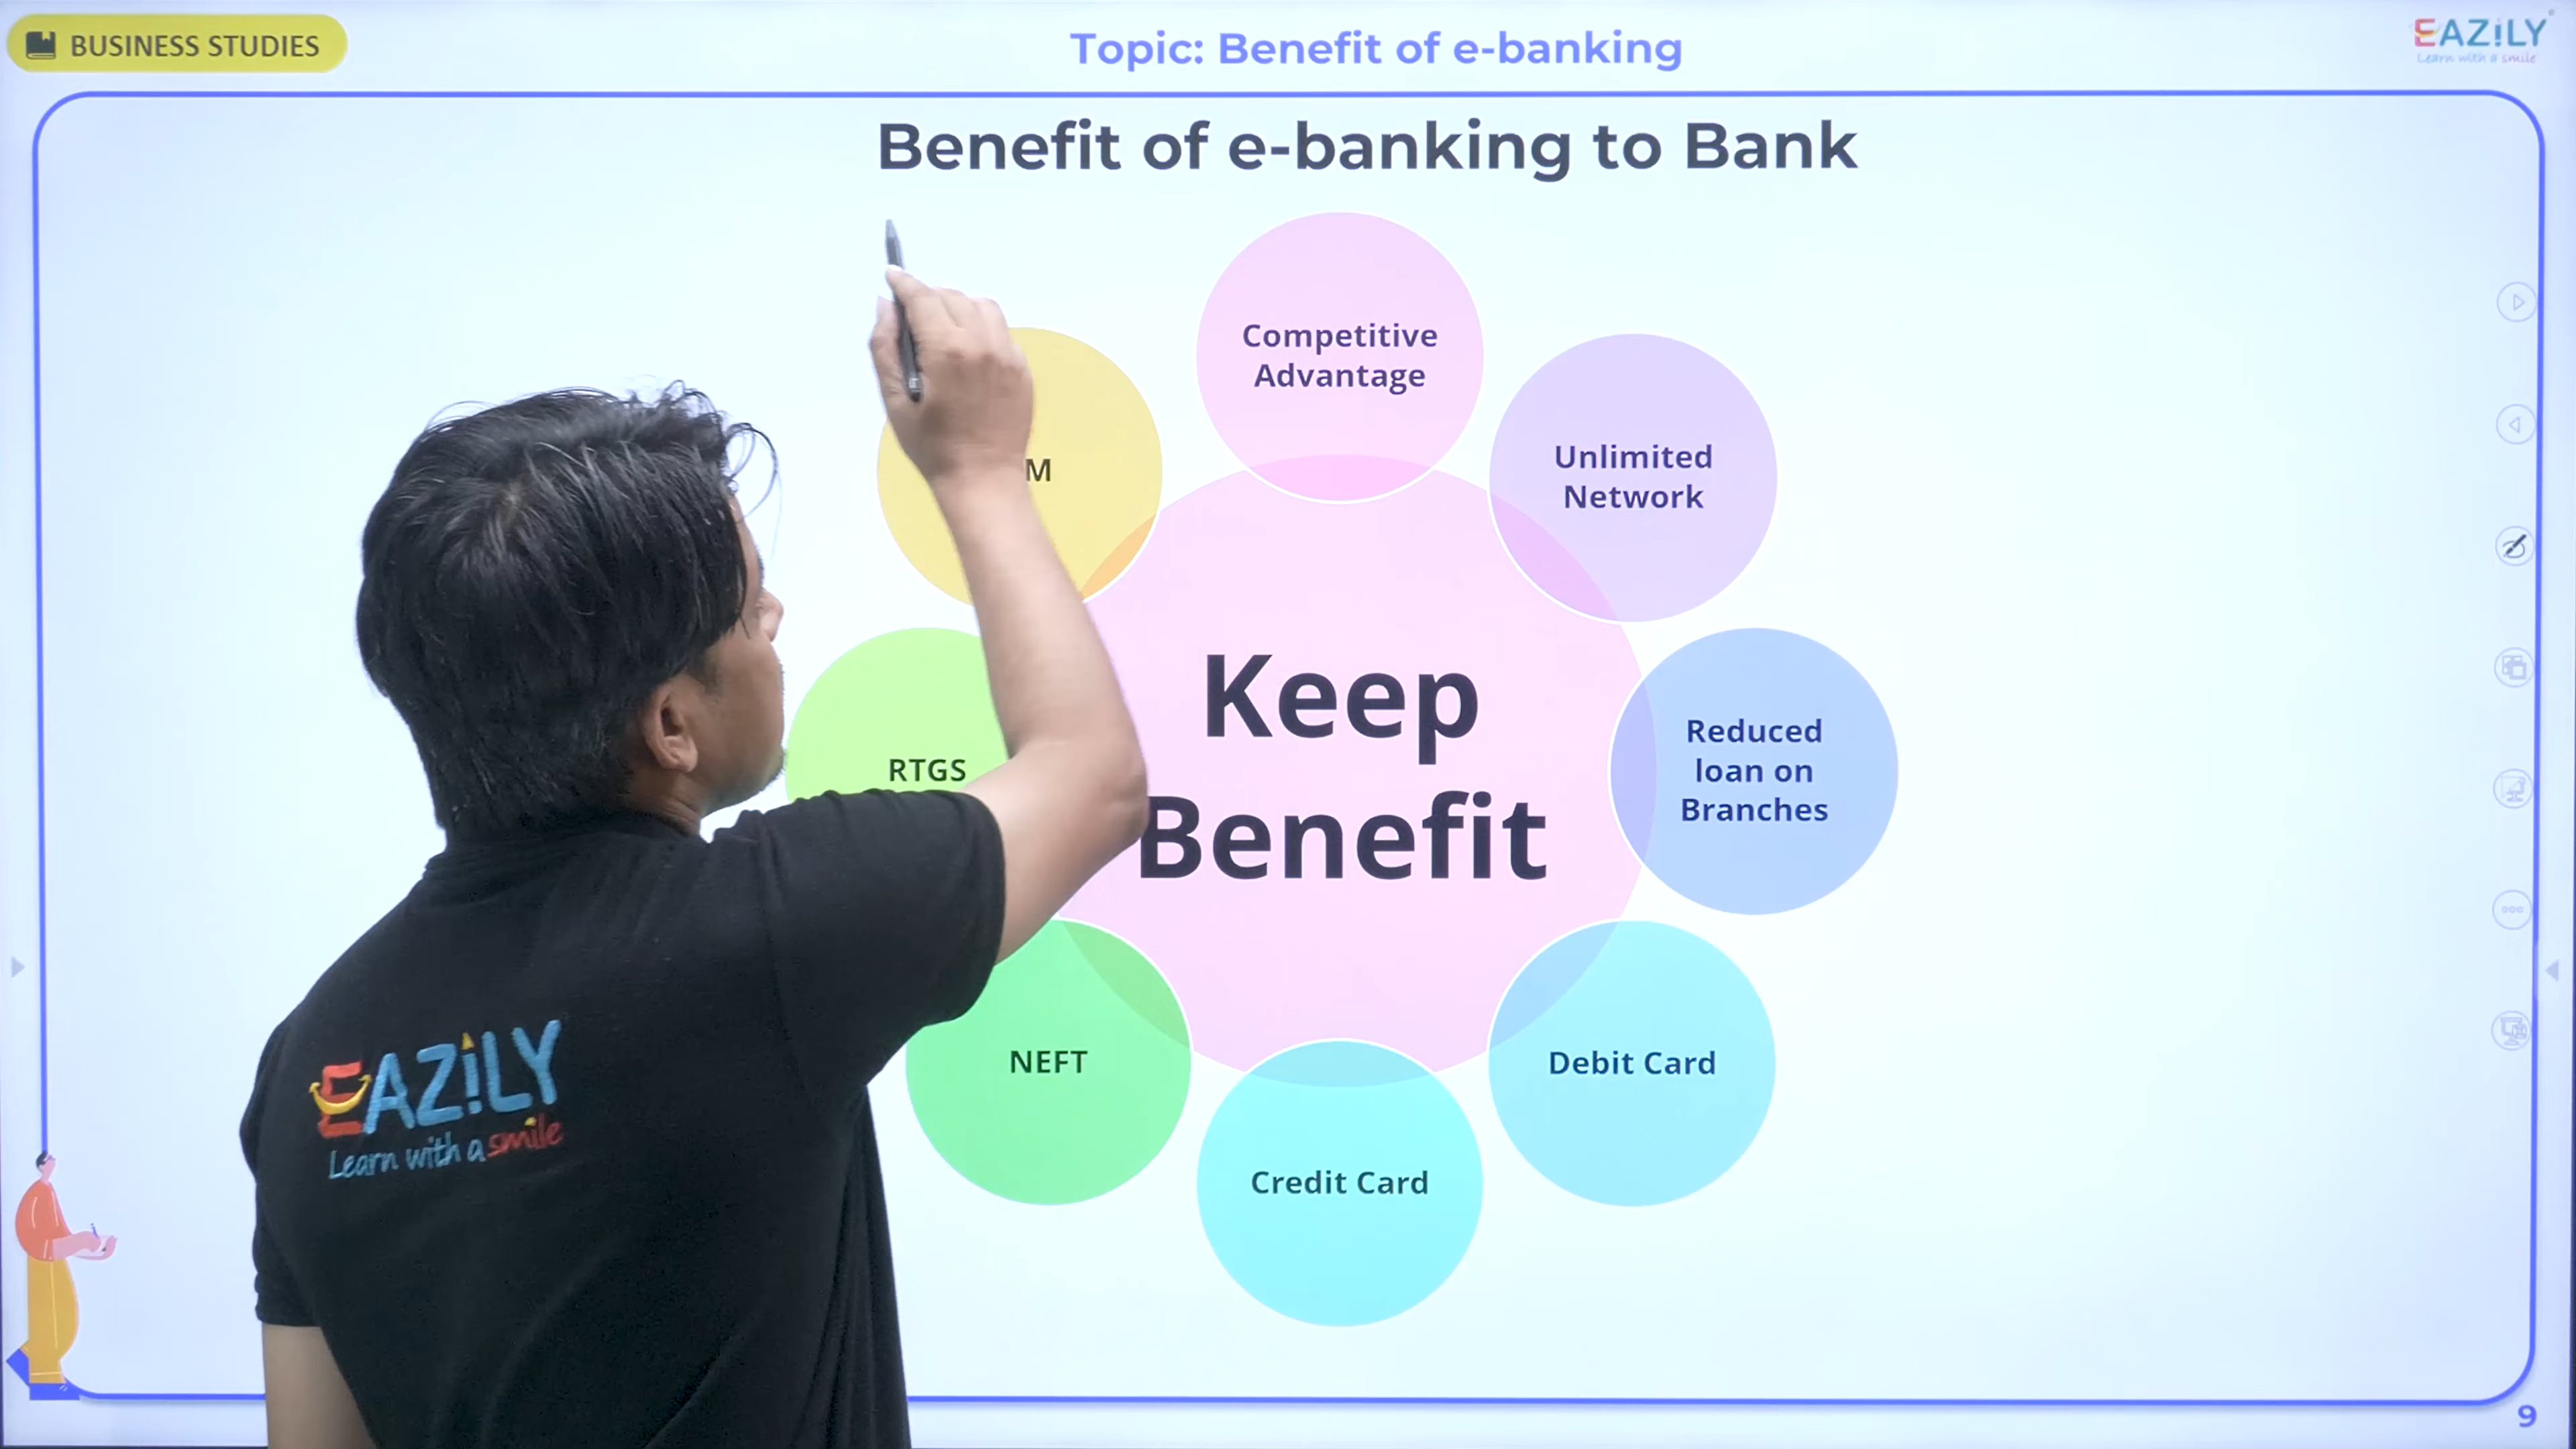 BUSINESS STUDIES
Topic: Benefit of e-banking
EAZiLY
Learn with a smile
Benefit of e-banking to Bank
Competitive
Advantage
Unlimited
Network
M
Keep
Benefit
Reduced
loan on
Branches
RTGS
NEFT
Debit Card
Credit Card
EAZiLY
Learn with a smile
9